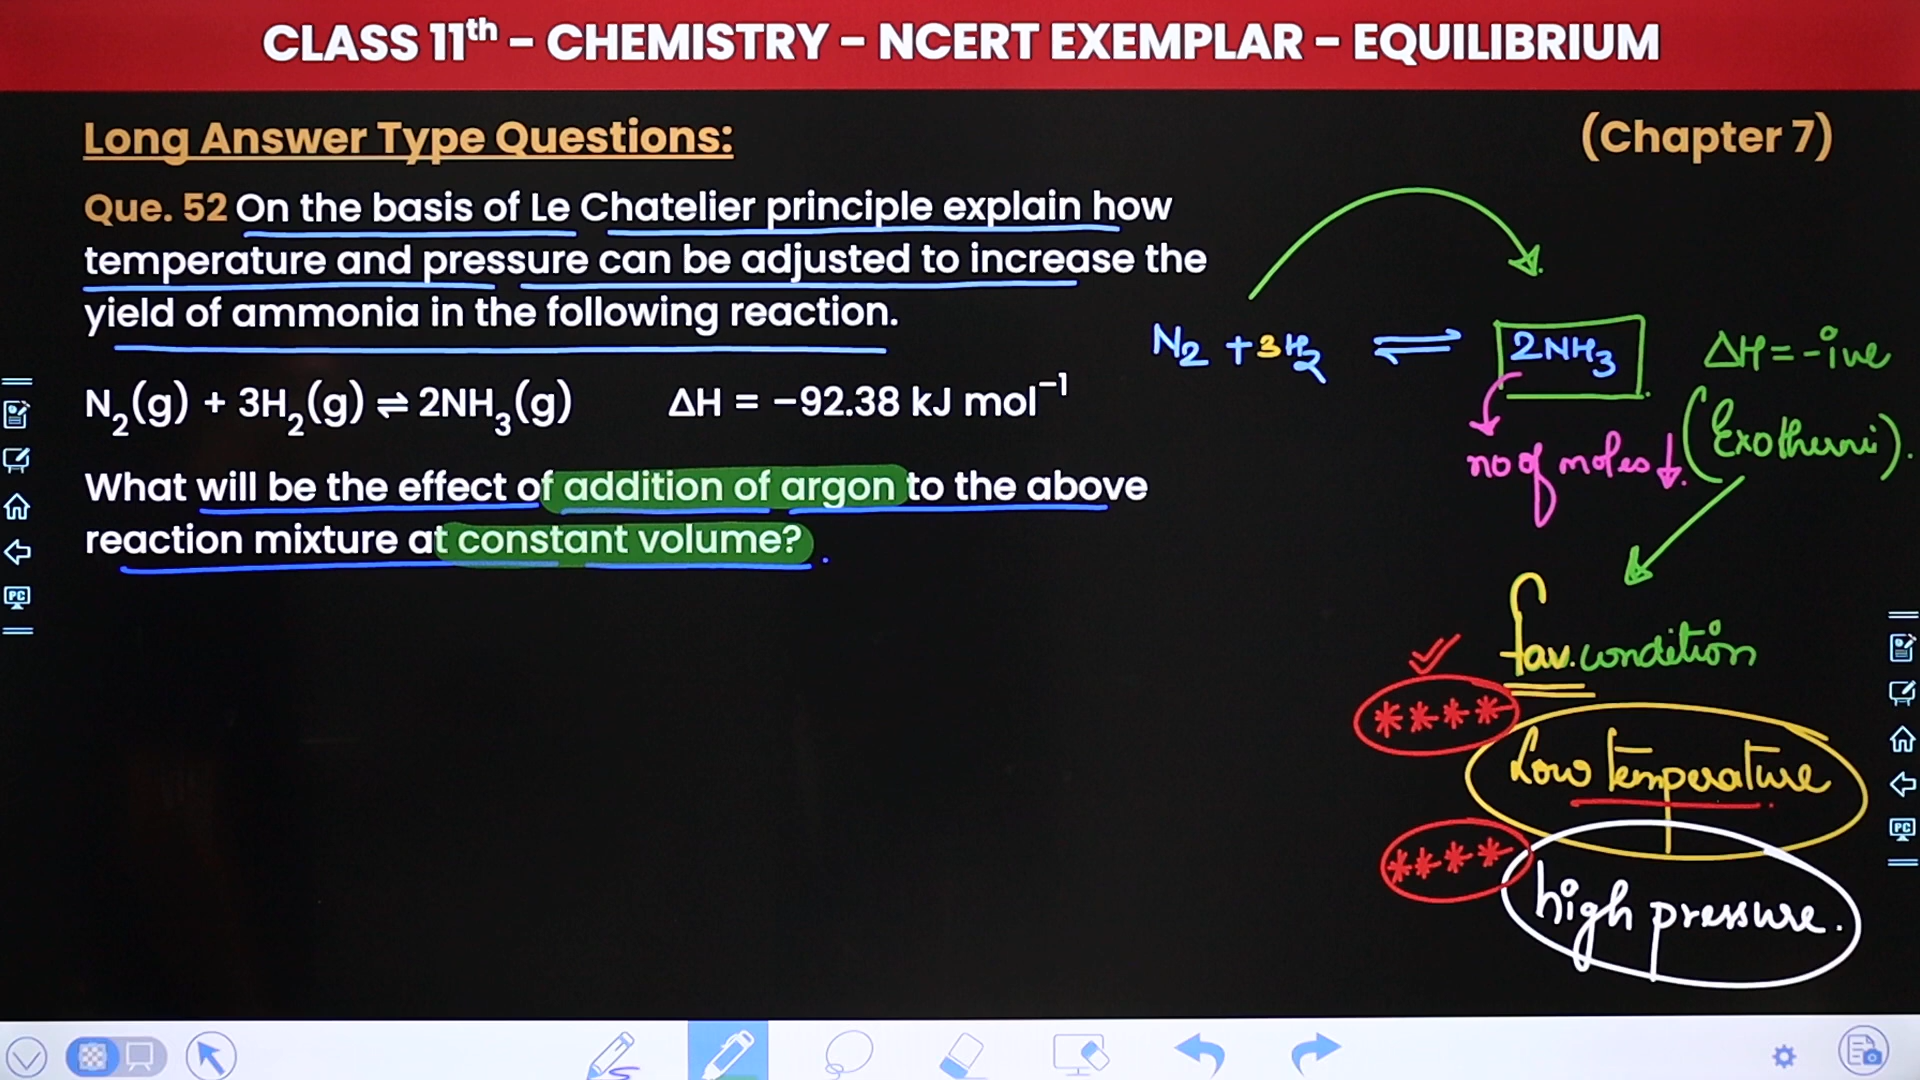 CLASS 11th – CHEMISTRY – NCERT EXEMPLAR – EQUILIBRIUM
Long Answer Type Questions:
(Chapter 7)
Que. 52 On the basis of Le Chatelier principle explain how
temperature and pressure can be adjusted to increase the
yield of ammonia in the following reaction.
N₂(g) + 3H₂(g) ⇌ 2NH₃(g) ΔH = −92.38 kJ mol⁻¹
What will be the effect of addition of argon to the above
reaction mixture at constant volume?
N₂ + 3H₂ ⇌ 2NH₃ ΔH = -ive
no of moles ↓ (Exothermi).
fav. condition
**** Low temperature
**** high pressure.
PC
PC